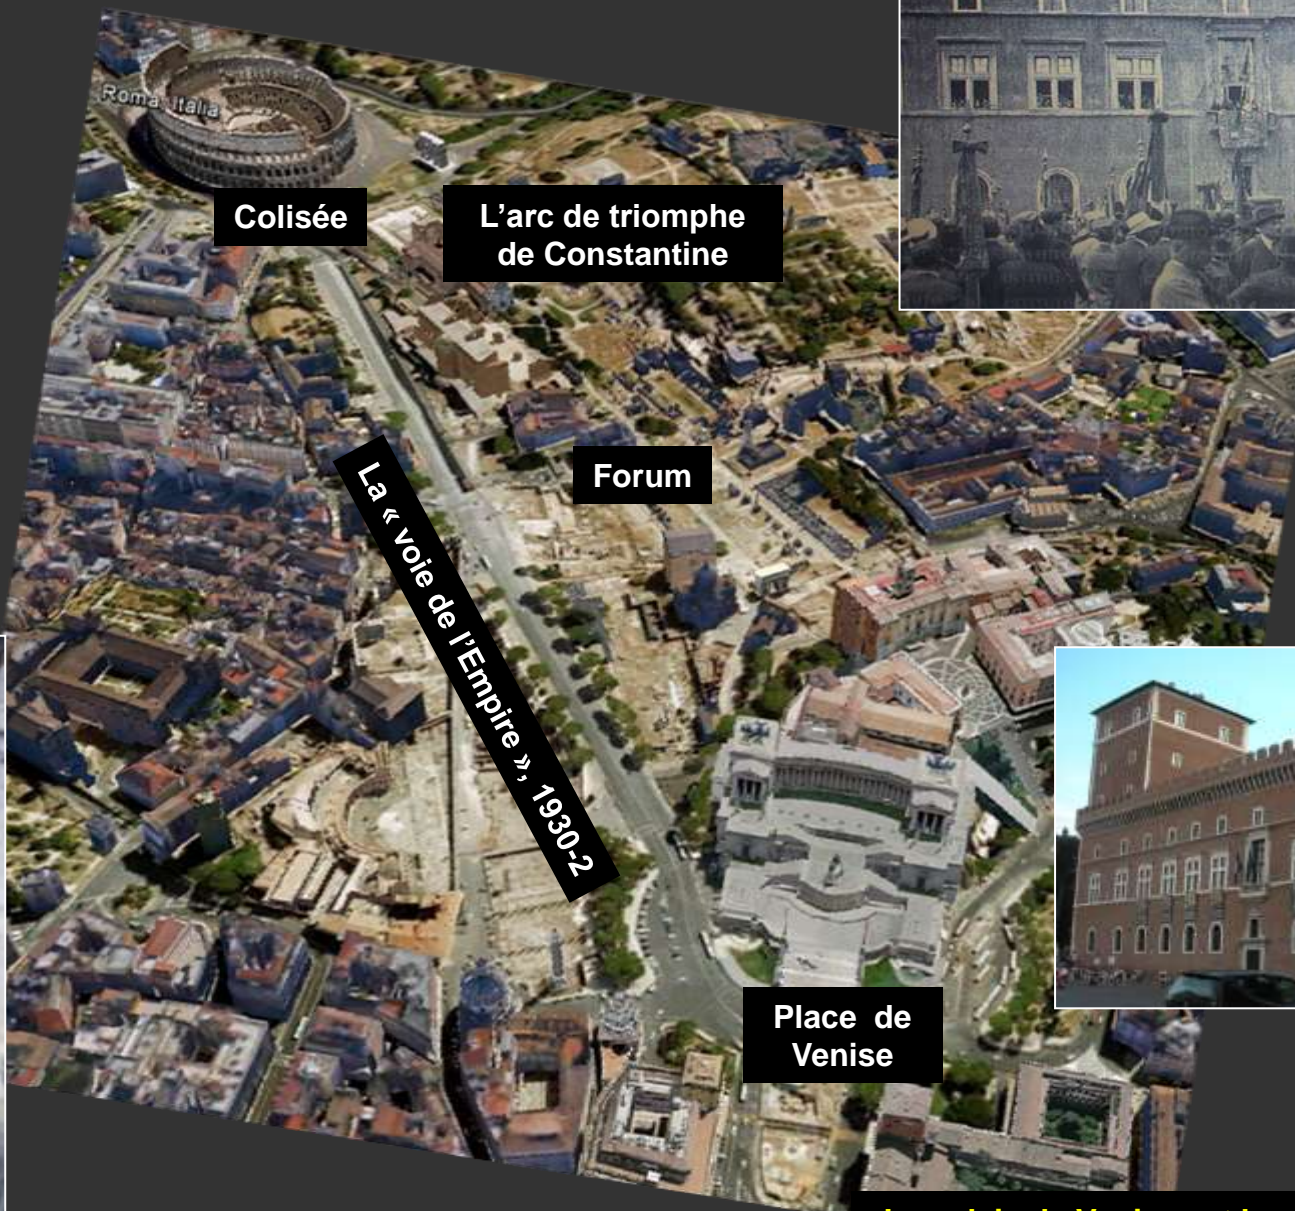 Roma Italia
Colisée
L’arc de triomphe
de Constantine
Forum
La « voie de l’Empire », 1930-2
Place de
Venise